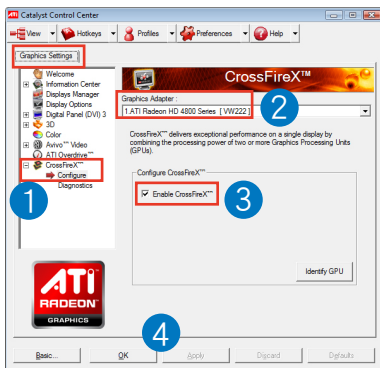 ATI Catalyst Control Center
View Hotkeys Profiles Preferences Help
Graphics Settings
Welcome
Information Center
Displays Manager
Display Options
Digital Panel (DVI) 3
3D
Color
Avivo™ Video
ATI Overdrive™
CrossFireX™
Configure
Diagnostics
1
CrossFireX™
Graphics Adapter :
1.ATI Radeon HD 4800 Series [ VW222 ]
2
CrossFireX™ delivers exceptional performance on a single display by
combining the processing power of two or more Graphics Processing Units
(GPUs).
Configure CrossFireX™
Enable CrossFireX™
3
Identify GPU
ATI
RADEON
GRAPHICS
4
Basic... OK Apply Discard Defaults